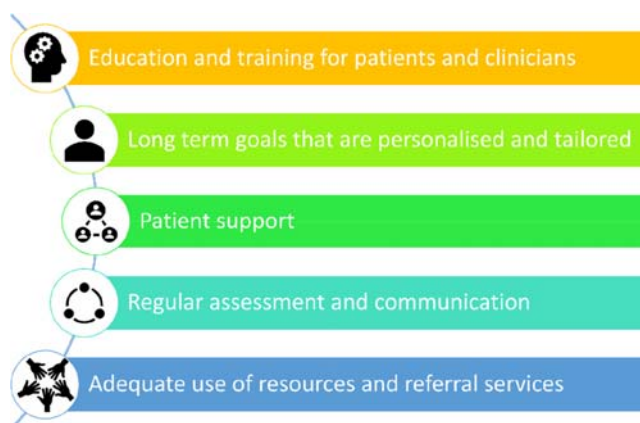 Education and training for patients and clinicians
Long term goals that are personalised and tailored
Patient support
Regular assessment and communication
Adequate use of resources and referral services